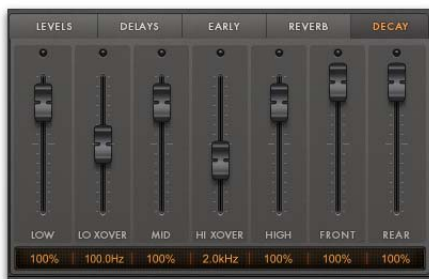 LEVELS DELAYS EARLY REVERB DECAY
LOW LO XOVER MID HI XOVER HIGH FRONT REAR
100% 100.0Hz 100% 2.0kHz 100% 100% 100%